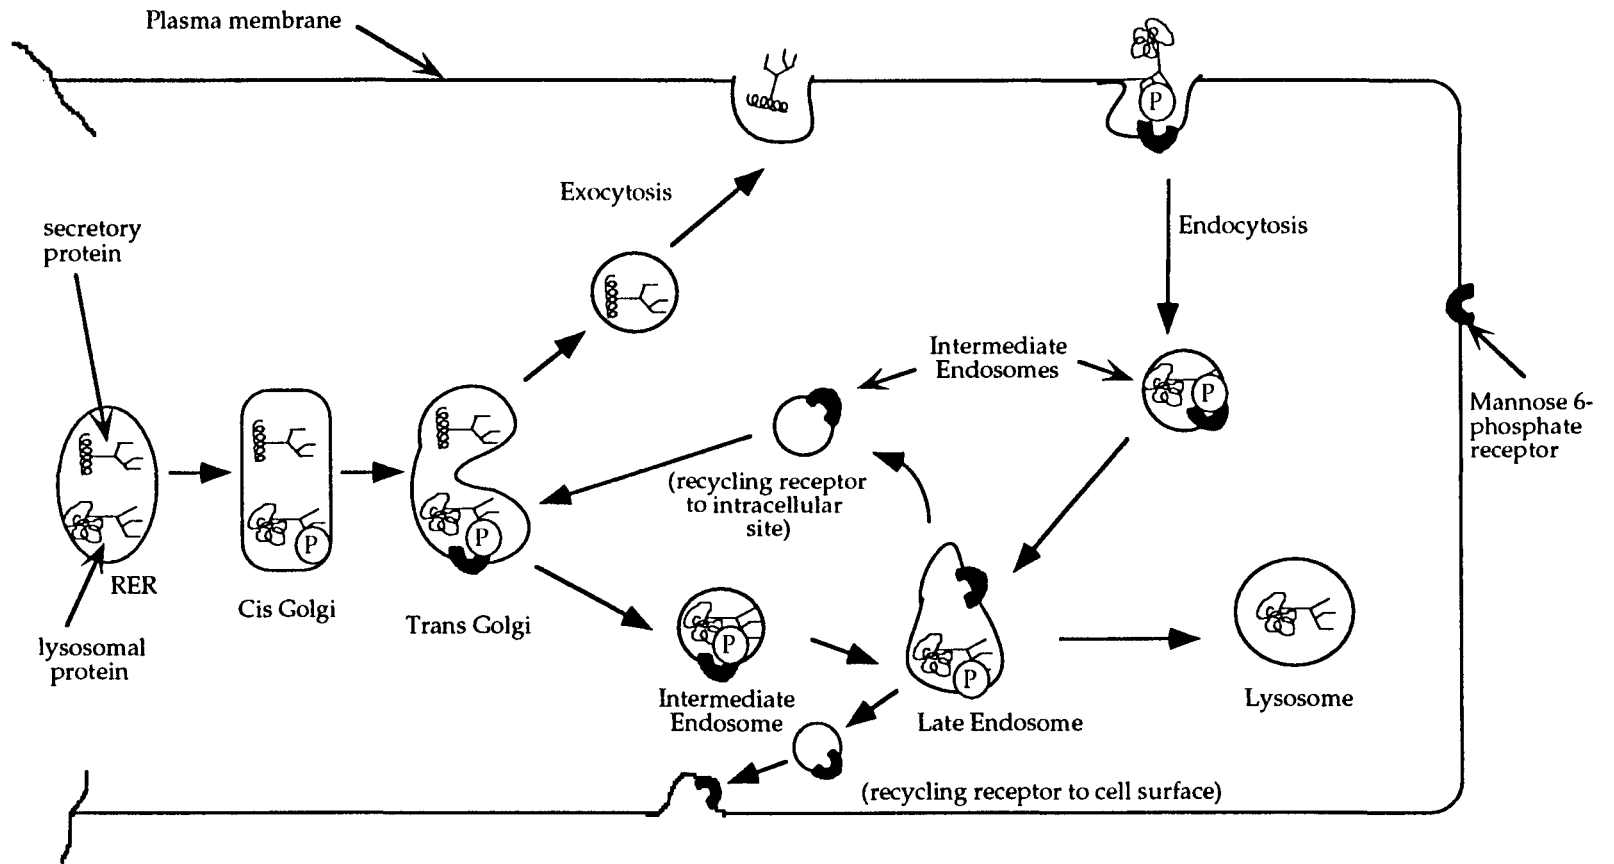 Plasma membrane
P
Exocytosis
secretory
protein
Endocytosis
Intermediate
Endosomes
P
Mannose 6-
phosphate
receptor
(recycling receptor
to intracellular
site)
P
P
RER
Cis Golgi
Trans Golgi
lysosomal
protein
P
Intermediate
Endosome
P
Late Endosome
Lysosome
(recycling receptor to cell surface)